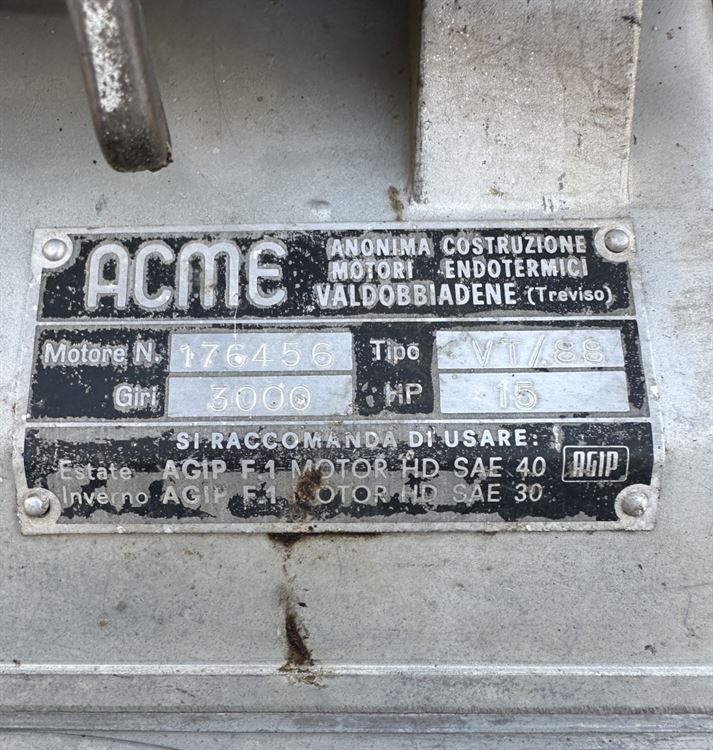 ACME
ANONIMA COSTRUZIONE
MOTORI ENDOTERMICI
VALDOBBIADENE (Treviso)
Motore N. 176456 Tipo VT/88
Giri 3000 HP 15
SI RACCOMANDA DI USARE:
Estate AGIP F.1 MOTOR HD SAE 40
Inverno AGIP F.1 MOTOR HD SAE 30
AGIP